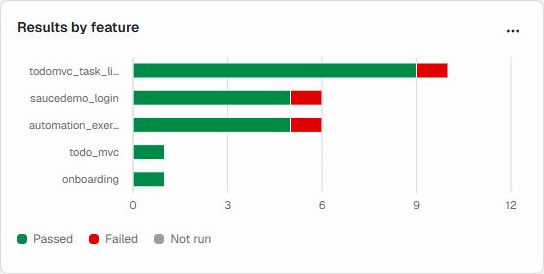 Results by feature
...
todomvc_task_li...
saucedemo_login
automation_exer...
todo_mvc
onboarding
0 3 6 9 12
Passed Failed Not run